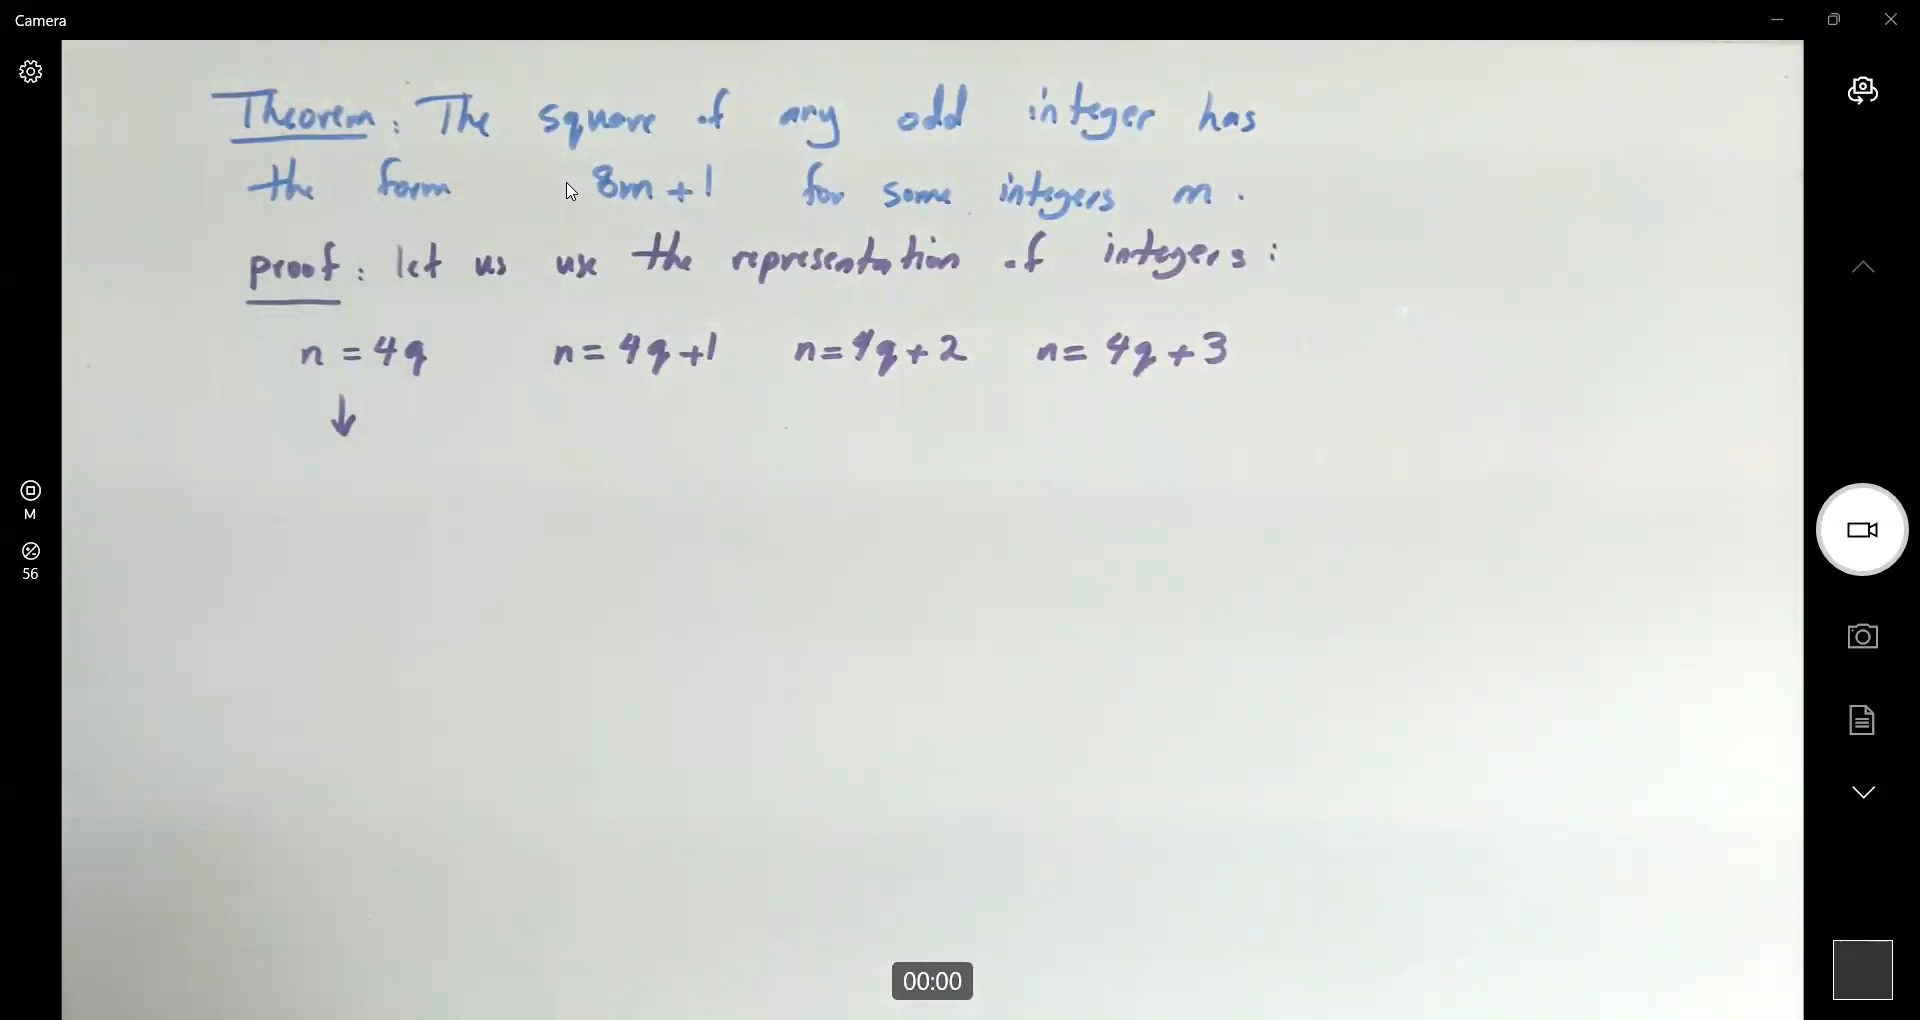 Camera
Theorem: The square of any odd integer has
the form 8m+1 for some integers m.
proof: let us use the representation of integers:
n = 4q n = 4q+1 n = 4q+2 n = 4q+3
↓
M
56
00:00